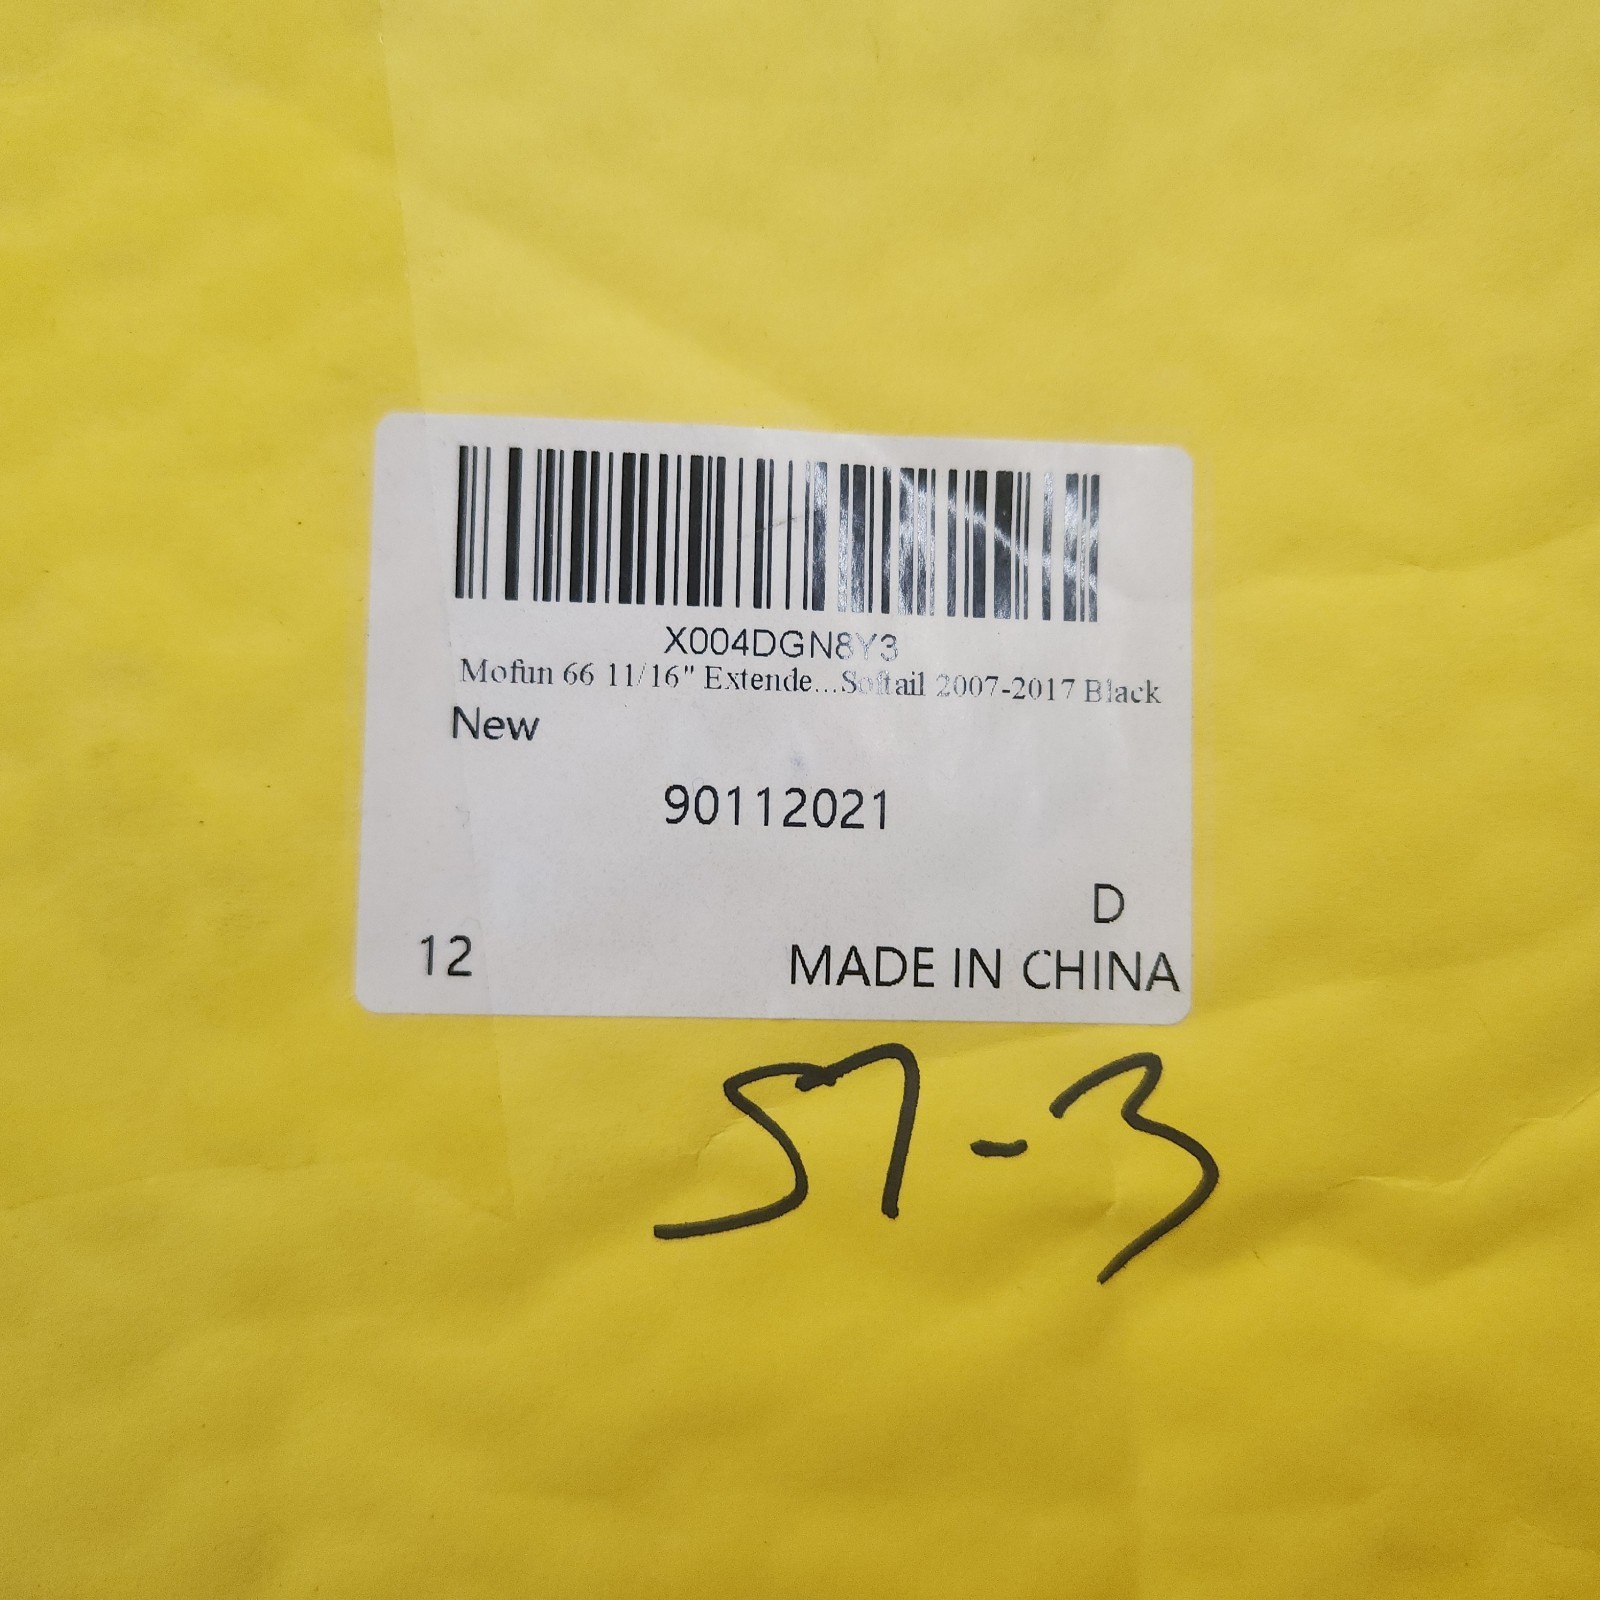 X004DGN8Y3
Mofun 66 11/16" Extende...Softail 2007-2017 Black
New
90112021
D
12 MADE IN CHINA
57-3